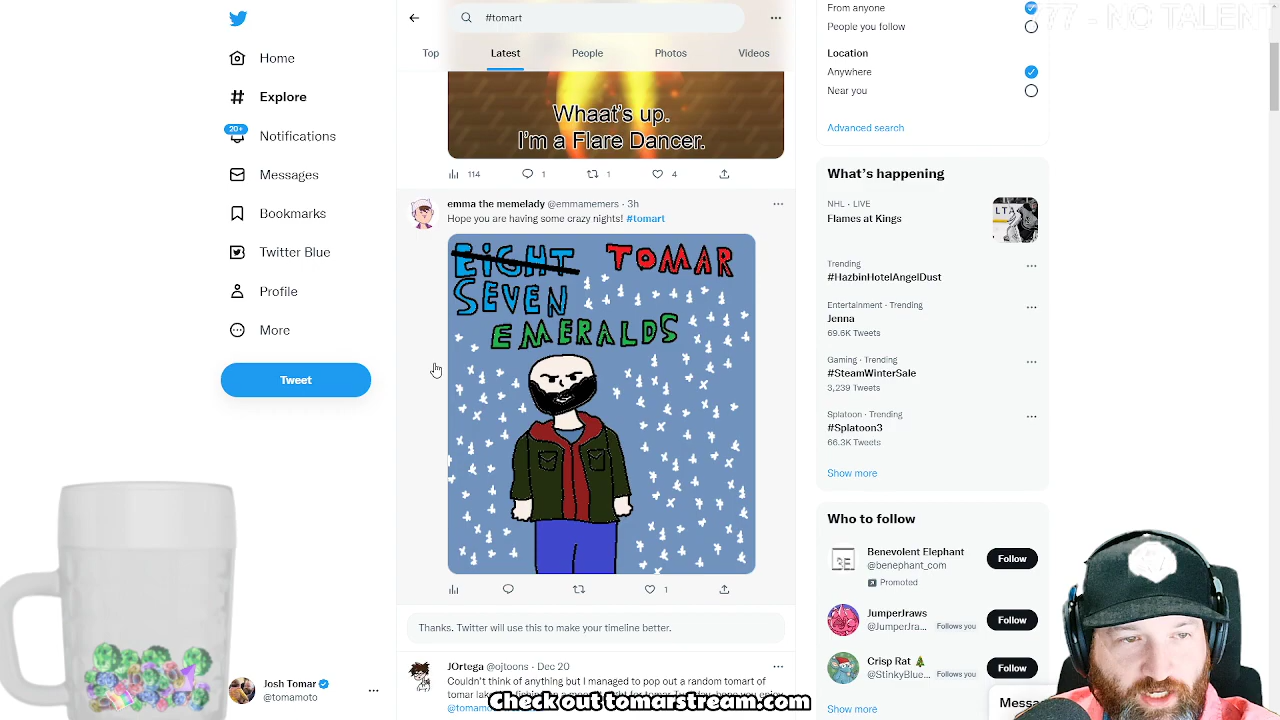 #tomart
77 - NO TALENT
From anyone
People you follow
Location
Anywhere
Near you
Advanced search
Top
Latest
People
Photos
Videos
Home
Explore
20+
Notifications
Messages
Bookmarks
Twitter Blue
Profile
More
Tweet
Whaat's up.
I'm a Flare Dancer.
114
1
1
4
emma the memelady @emmamemers · 3h
Hope you are having some crazy nights! #tomart
EIGHT TOMAR
SEVEN
EMERALDS
1
Thanks. Twitter will use this to make your timeline better.
JOrtega @ojtoons · Dec 20
Couldn't think of anything but I managed to pop out a random tomart of
What's happening
NHL · LIVE
Flames at Kings
Trending
#HazbinHotelAngelDust
Entertainment · Trending
Jenna
69.6K Tweets
Gaming · Trending
#SteamWinterSale
3,239 Tweets
Splatoon · Trending
#Splatoon3
66.3K Tweets
Show more
Who to follow
Benevolent Elephant
@benephant_com
Promoted
Follow
JumperJraws
@JumperJra... Follows you
Follow
Crisp Rat
@StinkyBlue... Follows you
Follow
Show more
Josh Tomar
@tomamoto
Check out tomarstream.com